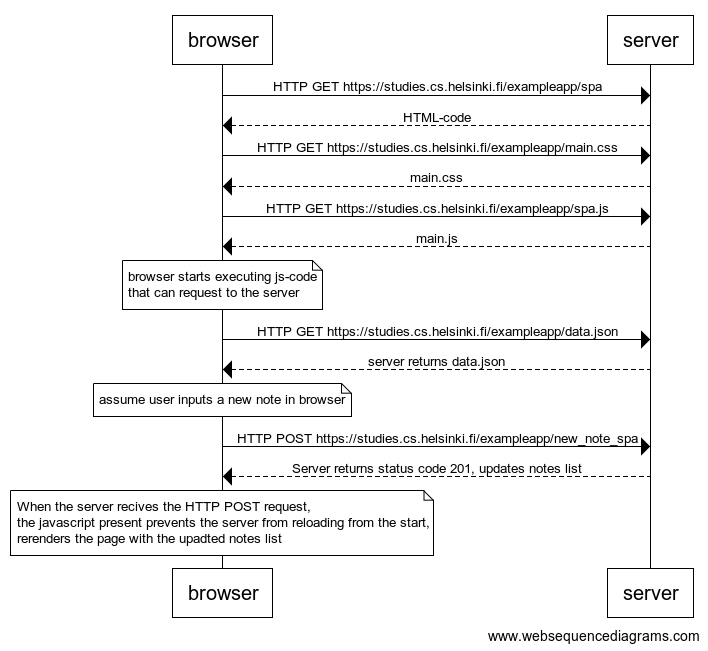 browser
server
HTTP GET https://studies.cs.helsinki.fi/exampleapp/spa
HTML-code
HTTP GET https://studies.cs.helsinki.fi/exampleapp/main.css
main.css
HTTP GET https://studies.cs.helsinki.fi/exampleapp/spa.js
main.js
browser starts executing js-code
that can request to the server
HTTP GET https://studies.cs.helsinki.fi/exampleapp/data.json
server returns data.json
assume user inputs a new note in browser
HTTP POST https://studies.cs.helsinki.fi/exampleapp/new_note_spa
Server returns status code 201, updates notes list
When the server recives the HTTP POST request,
the javascript present prevents the server from reloading from the start,
rerenders the page with the upadted notes list
browser
server
www.websequencediagrams.com